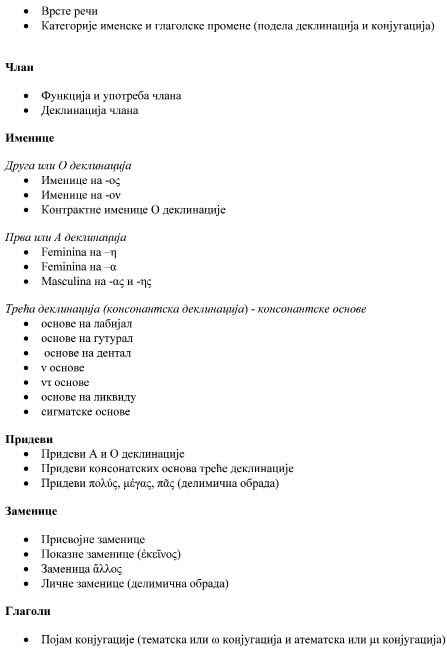 • Врсте речи
• Категорије именске и глаголске промене (подела деклинација и конјугација)
Члан
• Функција и употреба члана
• Деклинација члана
Именице
Друга или О деклинација
• Именице на -ος
• Именице на -ον
• Контрактне именице О деклинације
Прва или А деклинација
• Feminina на –η
• Feminina на –α
• Masculina на -ας и -ης
Трећа деклинација (консонантска деклинација) - консонантске основе
• основе на лабијал
• основе на гутурал
• основе на дентал
• ν основе
• ντ основе
• основе на ликвиду
• сигматске основе
Придеви
• Придеви А и О деклинације
• Придеви консонатских основа треће деклинације
• Придеви πολύς, μέγας, πᾶς (делимична обрада)
Заменице
• Присвојне заменице
• Показне заменице (ἐκεῖνος)
• Заменица ἄλλος
• Личне заменице (делимична обрада)
Глаголи
• Појам конјугације (тематска или ω конјугација и атематска или μι конјугација)